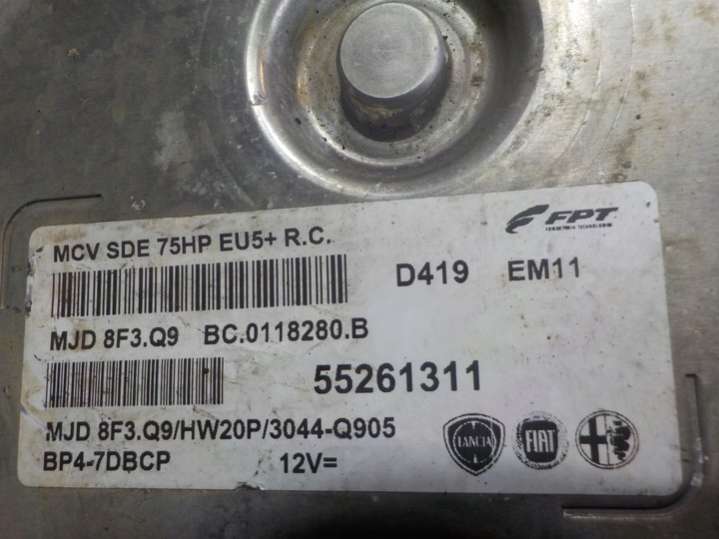 FPT
MCV SDE 75HP EU5+ R.C.
D419 EM11
MJD 8F3.Q9 BC.0118280.B
55261311
MJD 8F3.Q9/HW20P/3044-Q905
BP4-7DBCP 12V=
LANCIA FIAT